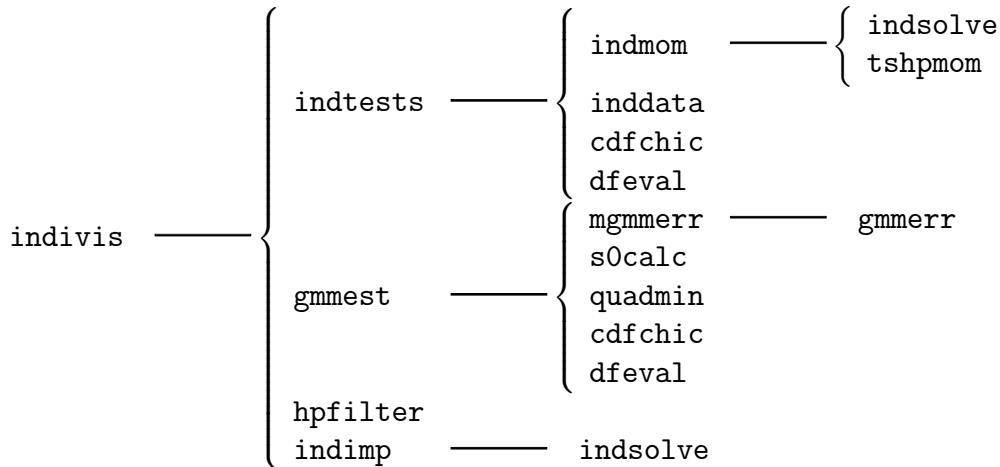 indivis
indtests
indmom
indsolve
tshpmom
inddata
cdfchic
dfeval
gmmest
mgmmerr
gmmerr
s0calc
quadmin
cdfchic
dfeval
hpfilter
indimp
indsolve